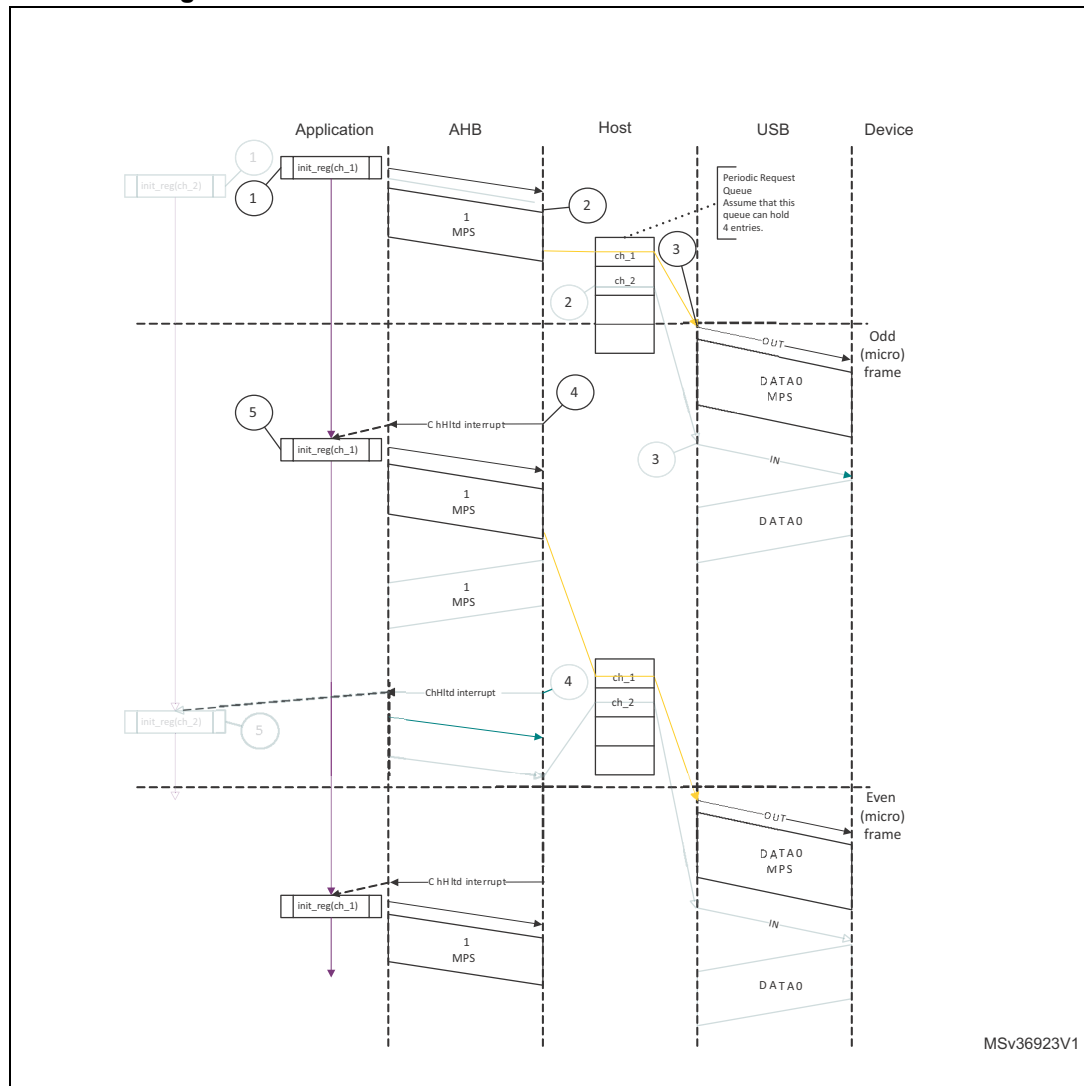 Application
AHB
Host
USB
Device
1
init_reg(ch_1)
init_reg(ch_2)
1
Periodic Request
Queue
Assume that this
queue can hold
4 entries.
2
1
MPS
3
ch_1
ch_2
2
Odd
(micro)
frame
OUT
DATA0
MPS
4
5
ChHltd interrupt
init_reg(ch_1)
3
IN
1
MPS
DATA0
1
MPS
4
ch_1
ChHltd interrupt
ch_2
init_reg(ch_2)
5
Even
(micro)
frame
OUT
DATA0
MPS
ChHltd interrupt
init_reg(ch_1)
IN
1
MPS
DATA0
MSv36923V1